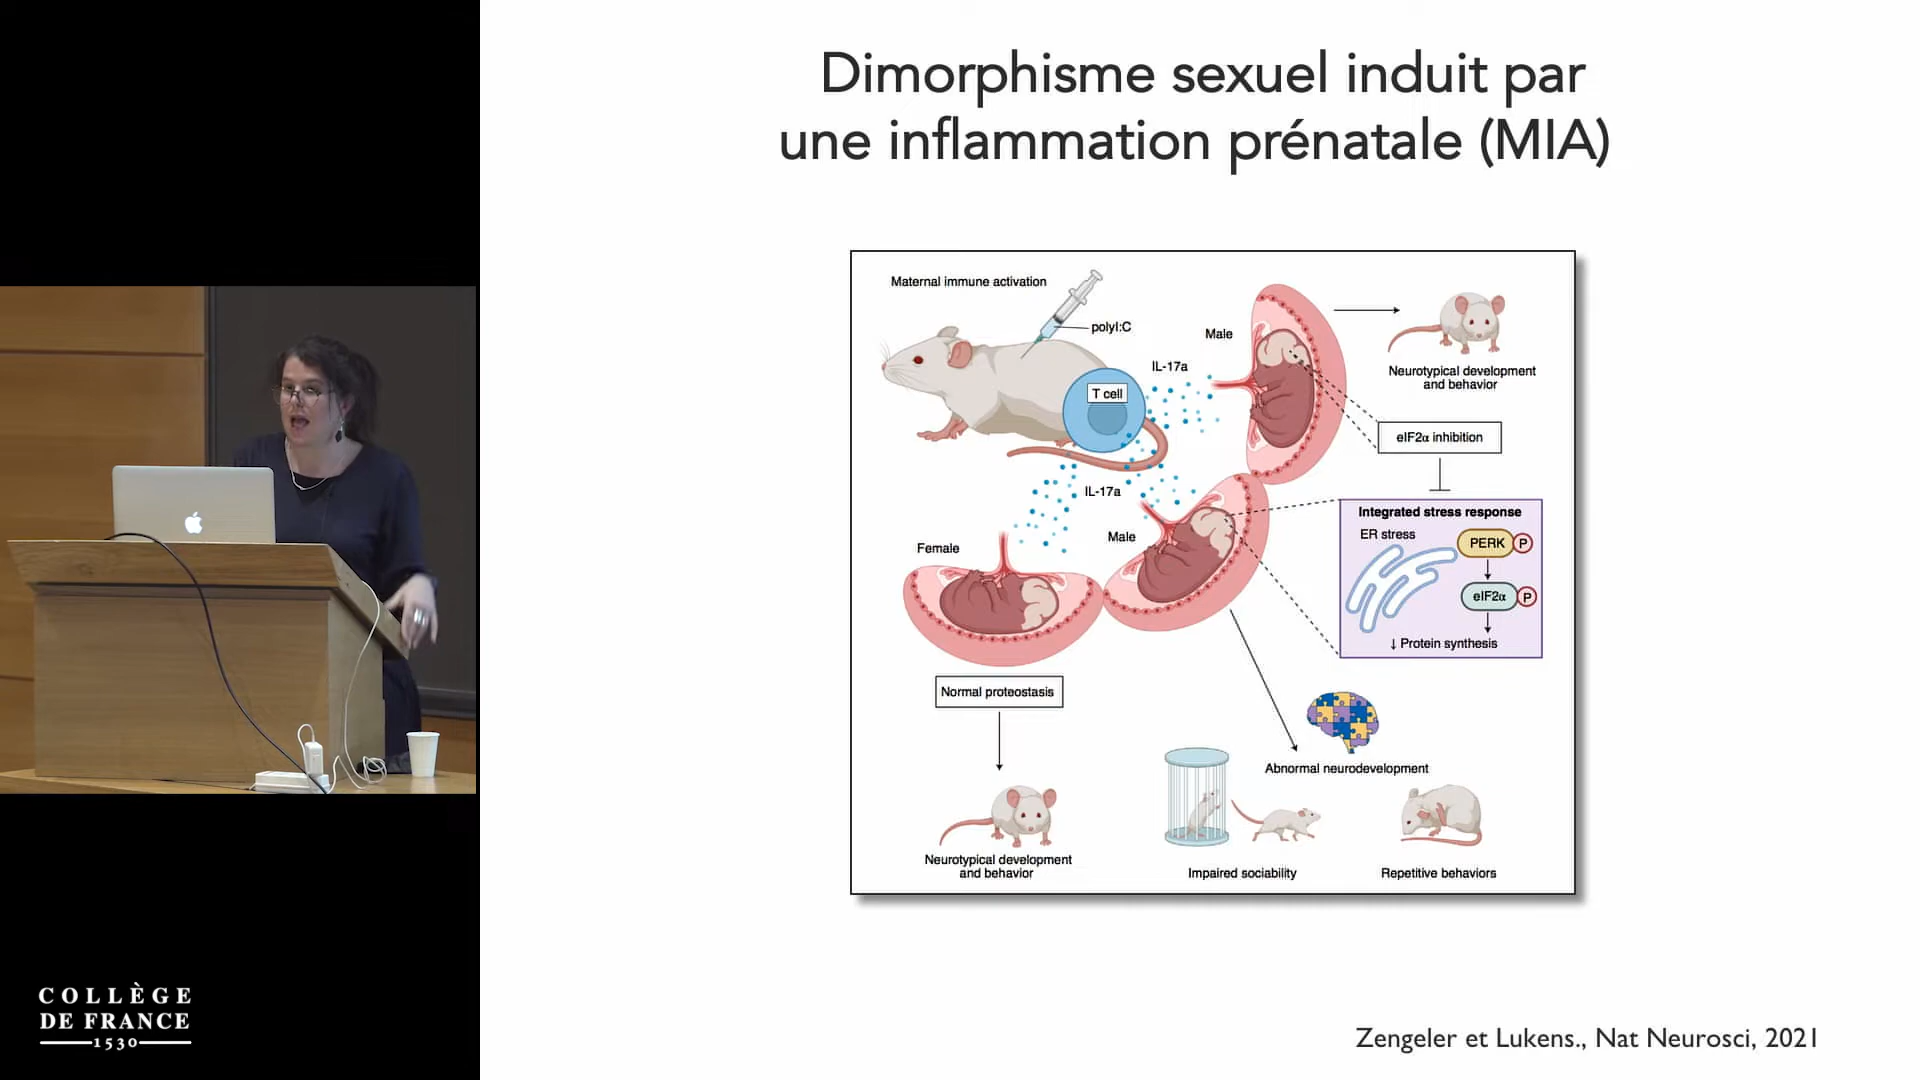 Dimorphisme sexuel induit par
une inflammation prénatale (MIA)
Maternal immune activation
polyI:C
T cell
IL-17a
IL-17a
Male
Male
Female
Neurotypical development
and behavior
eIF2α inhibition
Integrated stress response
ER stress
PERK
P
eIF2α
P
↓ Protein synthesis
Normal proteostasis
Neurotypical development
and behavior
Abnormal neurodevelopment
Impaired sociability
Repetitive behaviors
COLLÈGE
DE FRANCE
1530
Zengeler et Lukens., Nat Neurosci, 2021